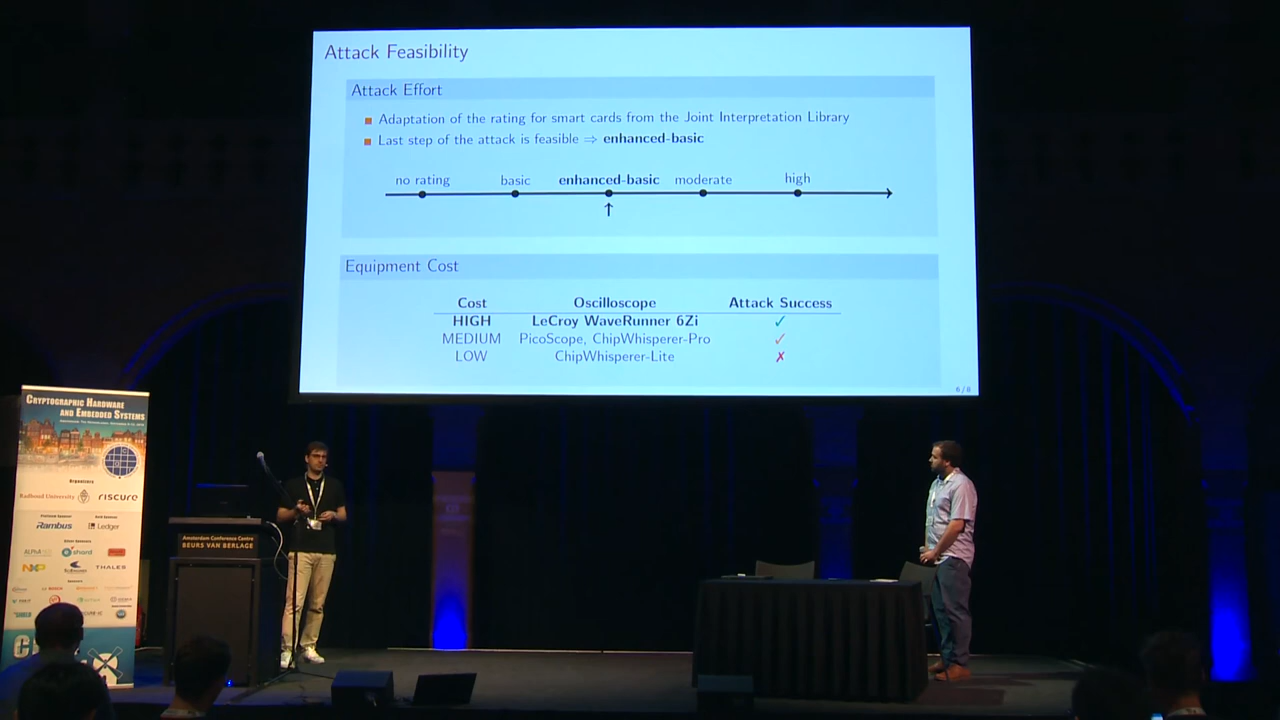 Attack Feasibility
Attack Effort
Adaptation of the rating for smart cards from the Joint Interpretation Library
Last step of the attack is feasible ⇒ enhanced-basic
no rating basic enhanced-basic moderate high
↑
Equipment Cost
Cost Oscilloscope Attack Success
HIGH LeCroy WaveRunner 6Zi ✓
MEDIUM PicoScope, ChipWhisperer-Pro ✓
LOW ChipWhisperer-Lite ✗
6 / 8
Cryptographic Hardware
and Embedded Systems
Organizers
Radboud University riscure
Rambus Ledger
eshard
NXP THALES
Amsterdam Conference Centre
BEURS VAN BERLAGE